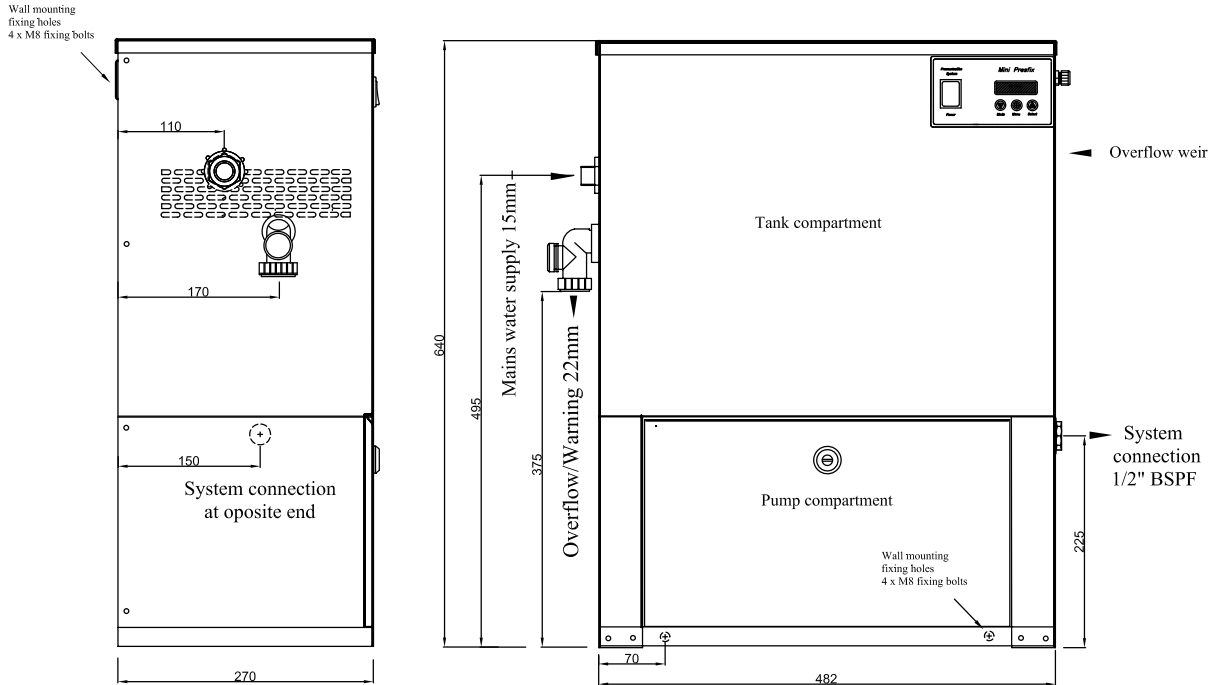 Wall mounting
fixing holes
4 x M8 fixing bolts
110
170
150
System connection
at oposite end
270
640
495
Mains water supply 15mm
375
Overflow/Warning 22mm
Pressurisation
System
Power
Mini Presfix
Mode
Menu
Select
Overflow weir
Tank compartment
System
connection
1/2" BSPF
Pump compartment
225
Wall mounting
fixing holes
4 x M8 fixing bolts
70
482